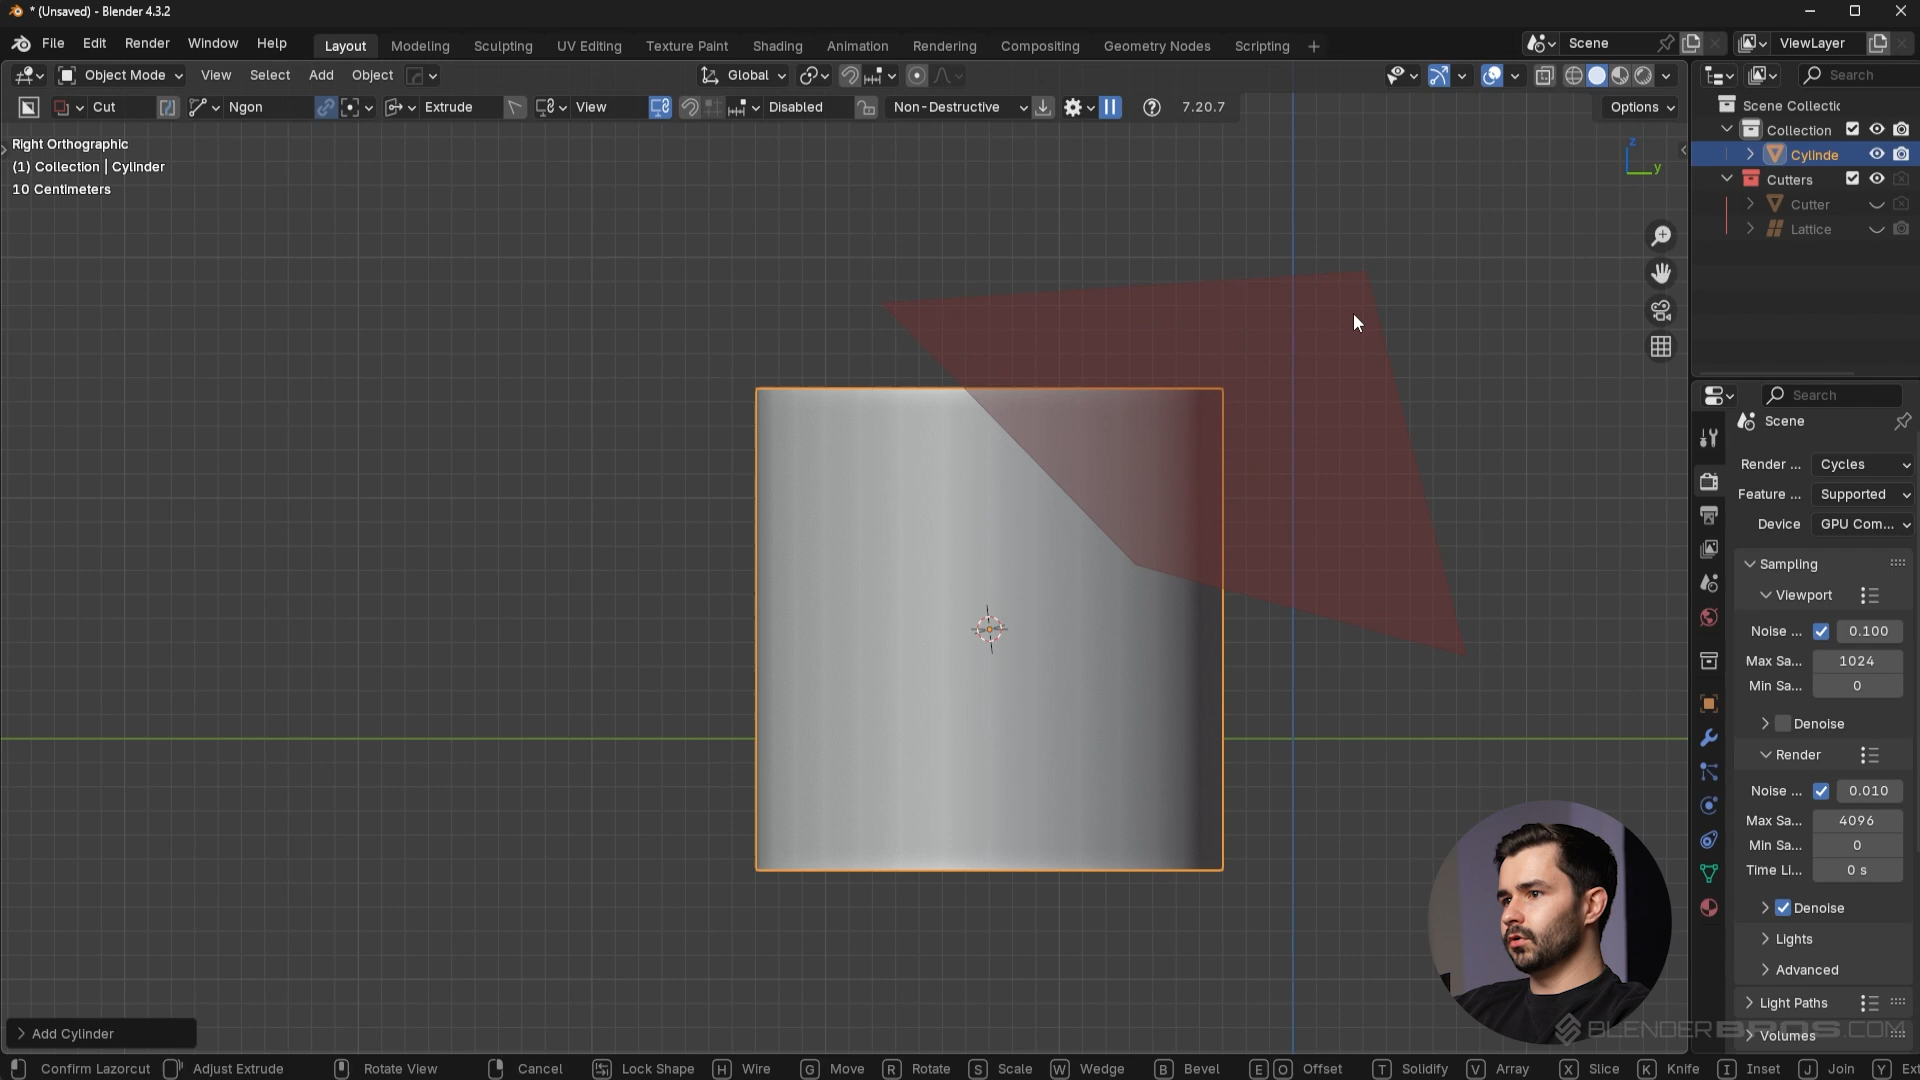 * (Unsaved) - Blender 4.3.2
File Edit Render Window Help Layout Modeling Sculpting UV Editing Texture Paint Shading Animation Rendering Compositing Geometry Nodes Scripting + Scene ViewLayer
Object Mode View Select Add Object Global Search
Cut Ngon Extrude View Disabled Non-Destructive 7.20.7 Options
Right Orthographic
(1) Collection | Cylinder
10 Centimeters
z
y
Scene Collectic
Collection
Cylinde
Cutters
Cutter
Lattice
Search
Scene
Render ... Cycles
Feature ... Supported
Device GPU Com...
Sampling
Viewport
Noise ... 0.100
Max Sa... 1024
Min Sa... 0
Denoise
Render
Noise ... 0.010
Max Sa... 4096
Min Sa... 0
Time Li... 0 s
Denoise
Lights
Advanced
Light Paths
Volumes
BLENDERBROS.COM
Add Cylinder
Confirm Lazorcut Adjust Extrude Rotate View Cancel Lock Shape H Wire G Move R Rotate S Scale W Wedge B Bevel E O Offset T Solidify V Array X Slice K Knife I Inset J Join Y Ext